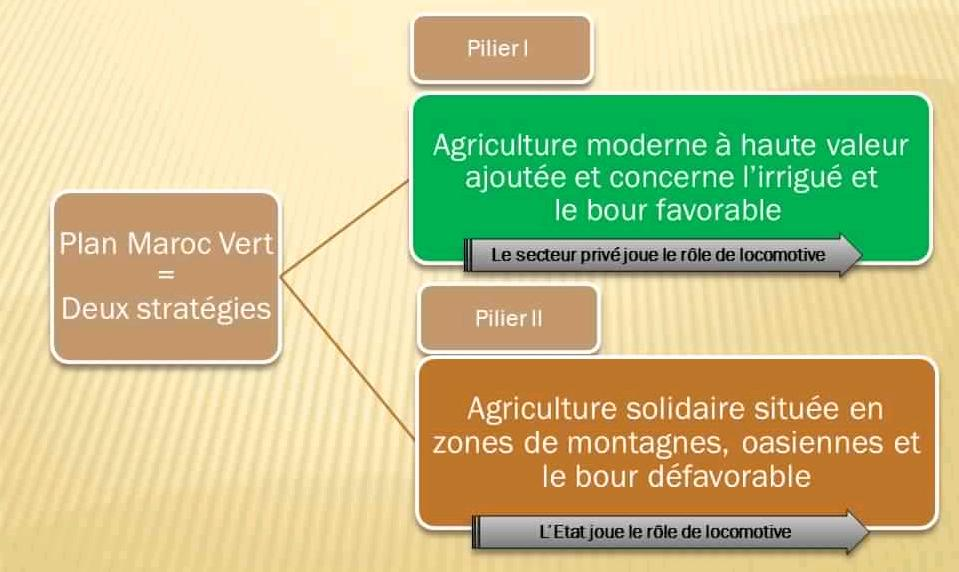 Plan Maroc Vert
=
Deux stratégies
Pilier I
Agriculture moderne à haute valeur
ajoutée et concerne l'irrigué et
le bour favorable
Le secteur privé joue le rôle de locomotive
Pilier II
Agriculture solidaire située en
zones de montagnes, oasiennes et
le bour défavorable
L'Etat joue le rôle de locomotive